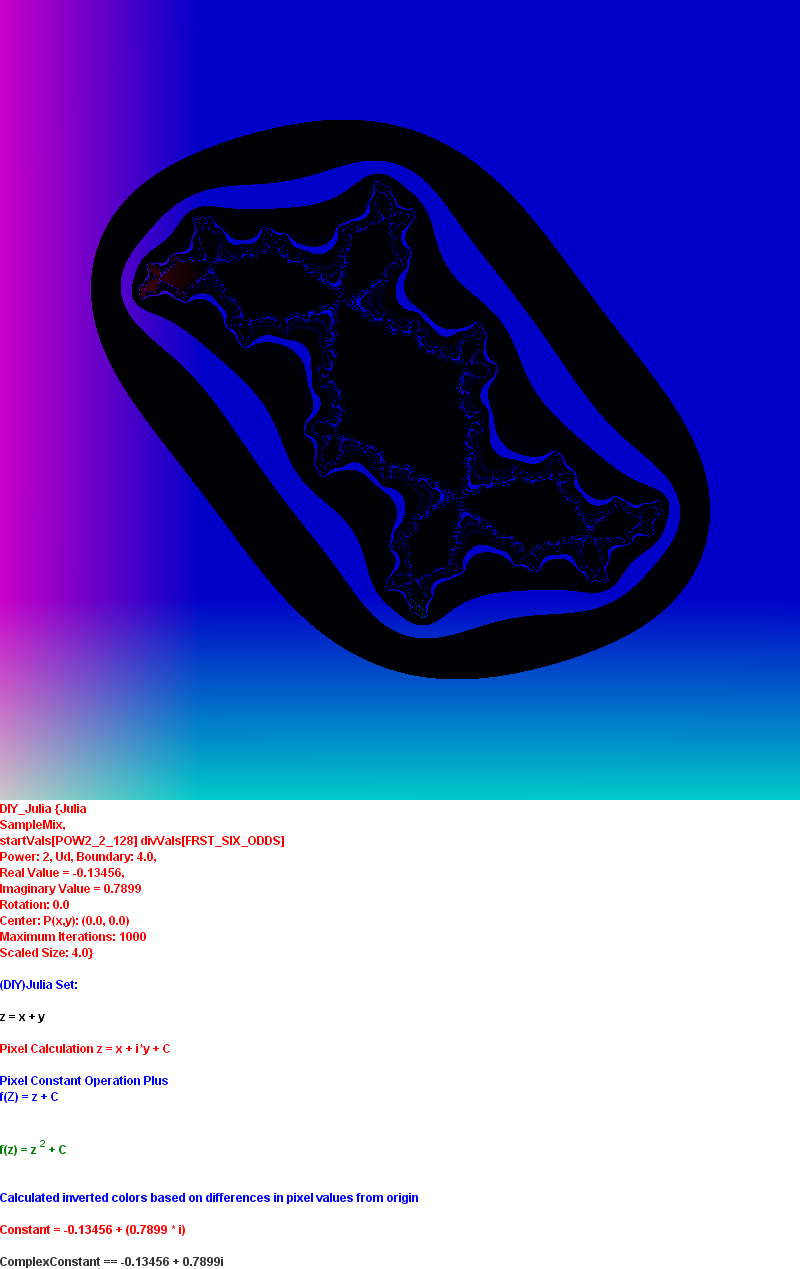 DIY_Julia {Julia
SampleMix,
startVals[POW2_2_128] divVals[FRST_SIX_ODDS]
Power: 2, Ud, Boundary: 4.0,
Real Value = -0.13456,
Imaginary Value = 0.7899
Rotation: 0.0
Center: P(x,y): (0.0, 0.0)
Maximum Iterations: 1000
Scaled Size: 4.0}
(DIY)Julia Set:
z = x + y
Pixel Calculation z = x + i*y + C
Pixel Constant Operation Plus
f(Z) = z + C
f(z) = z 2 + C
Calculated inverted colors based on differences in pixel values from origin
Constant = -0.13456 + (0.7899 * i)
ComplexConstant == -0.13456 + 0.7899i